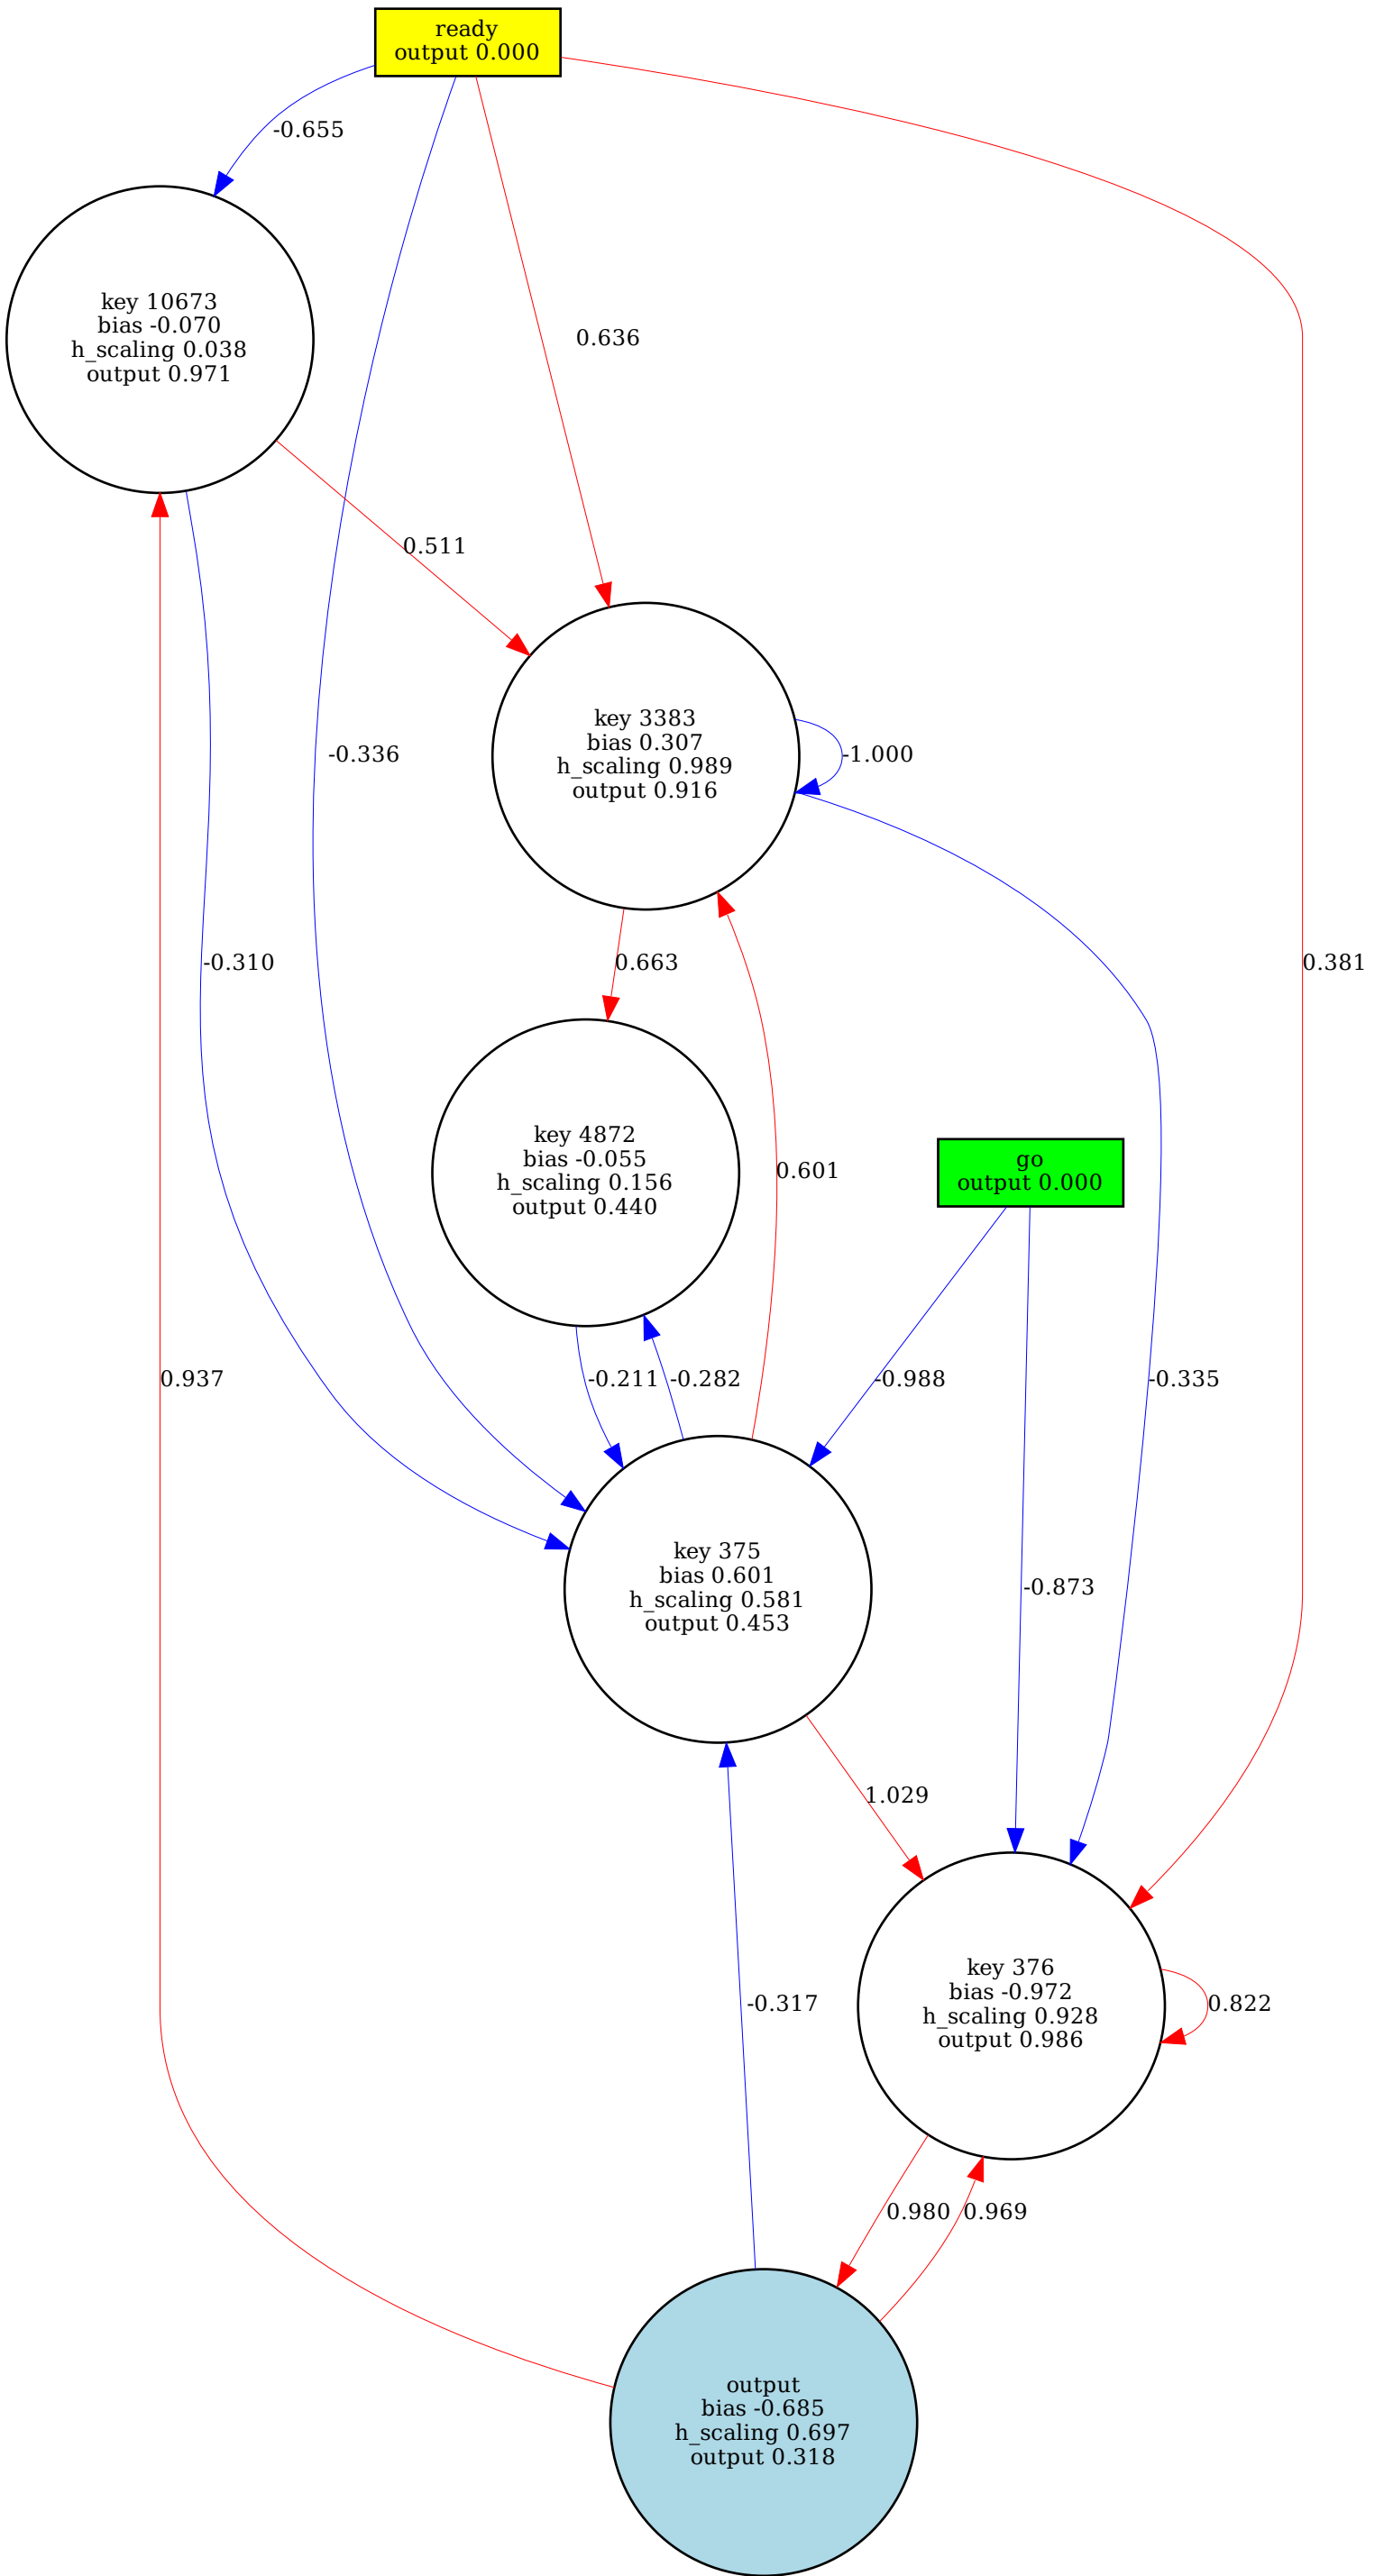 ready
output 0.000
-0.655
key 10673
bias -0.070
h_scaling 0.038
output 0.971
0.636
0.511
key 3383
bias 0.307
h_scaling 0.989
output 0.916
-0.336
-1.000
-0.310
0.663
0.381
key 4872
bias -0.055
h_scaling 0.156
output 0.440
go
output 0.000
0.601
0.937
-0.211
-0.282
-0.988
-0.335
key 375
bias 0.601
h_scaling 0.581
output 0.453
-0.873
1.029
key 376
bias -0.972
h_scaling 0.928
output 0.986
-0.317
0.822
0.980
0.969
output
bias -0.685
h_scaling 0.697
output 0.318